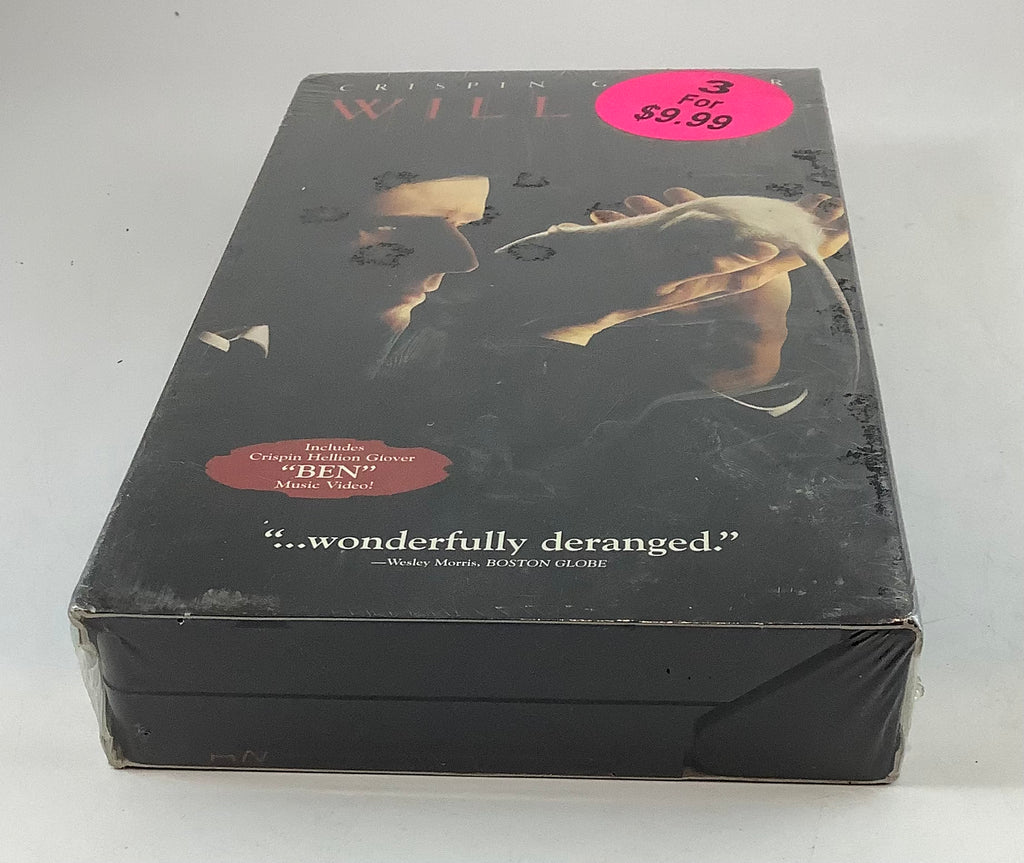 CRISPIN G R
WILL
3
For
$9.99
Includes
Crispin Hellion Glover
"BEN"
Music Video!
"...wonderfully deranged."
—Wesley Morris, BOSTON GLOBE